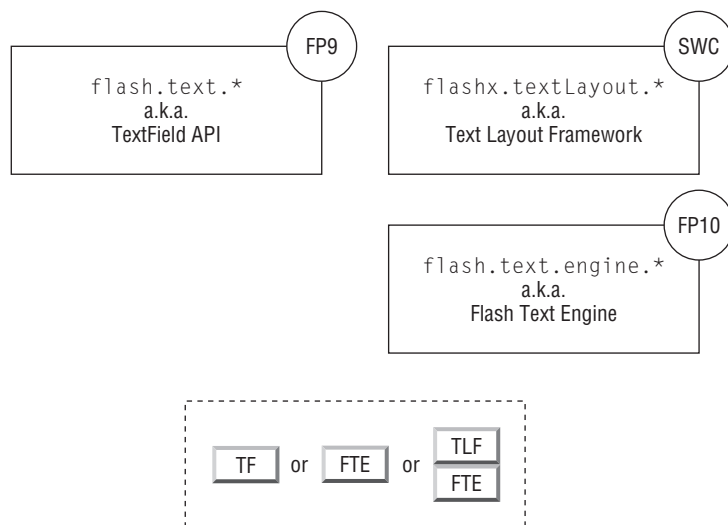 FP9
flash.text.*
a.k.a.
TextField API
SWC
flashx.textLayout.*
a.k.a.
Text Layout Framework
FP10
flash.text.engine.*
a.k.a.
Flash Text Engine
TF or FTE or TLF
FTE